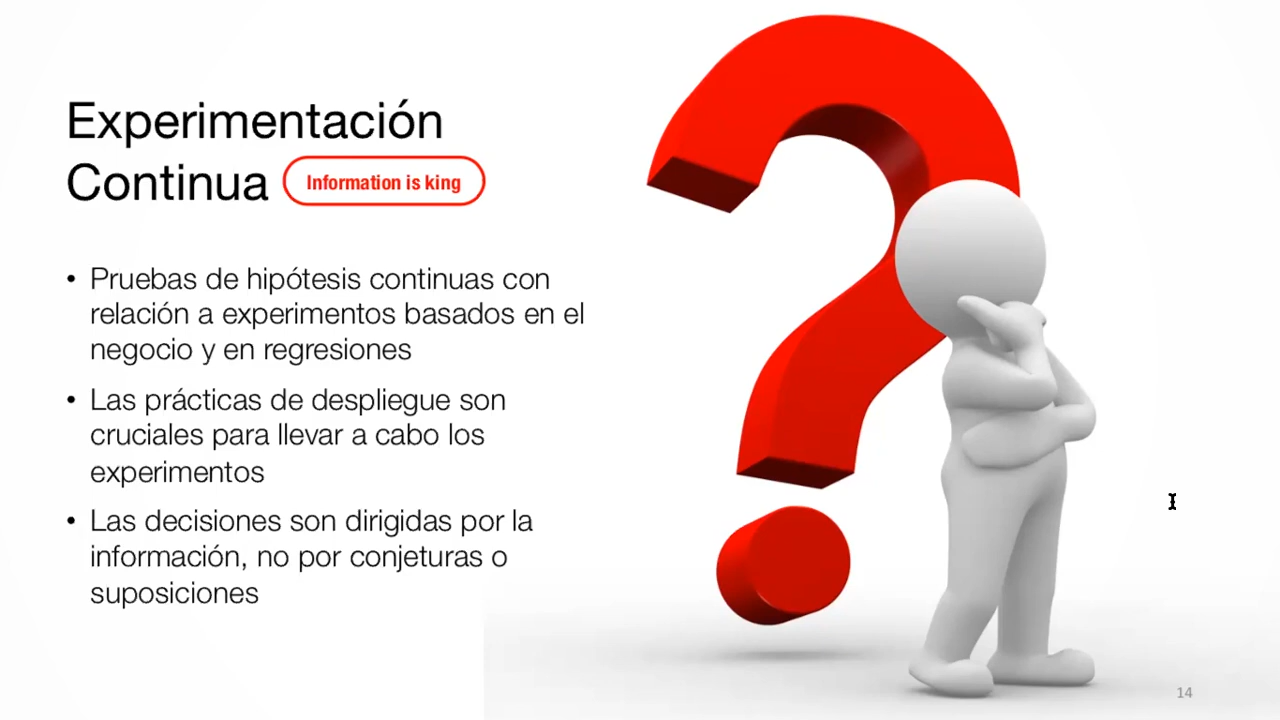 Experimentación
Continua Information is king
• Pruebas de hipótesis continuas con
relación a experimentos basados en el
negocio y en regresiones
• Las prácticas de despliegue son
cruciales para llevar a cabo los
experimentos
• Las decisiones son dirigidas por la
información, no por conjeturas o
suposiciones
14